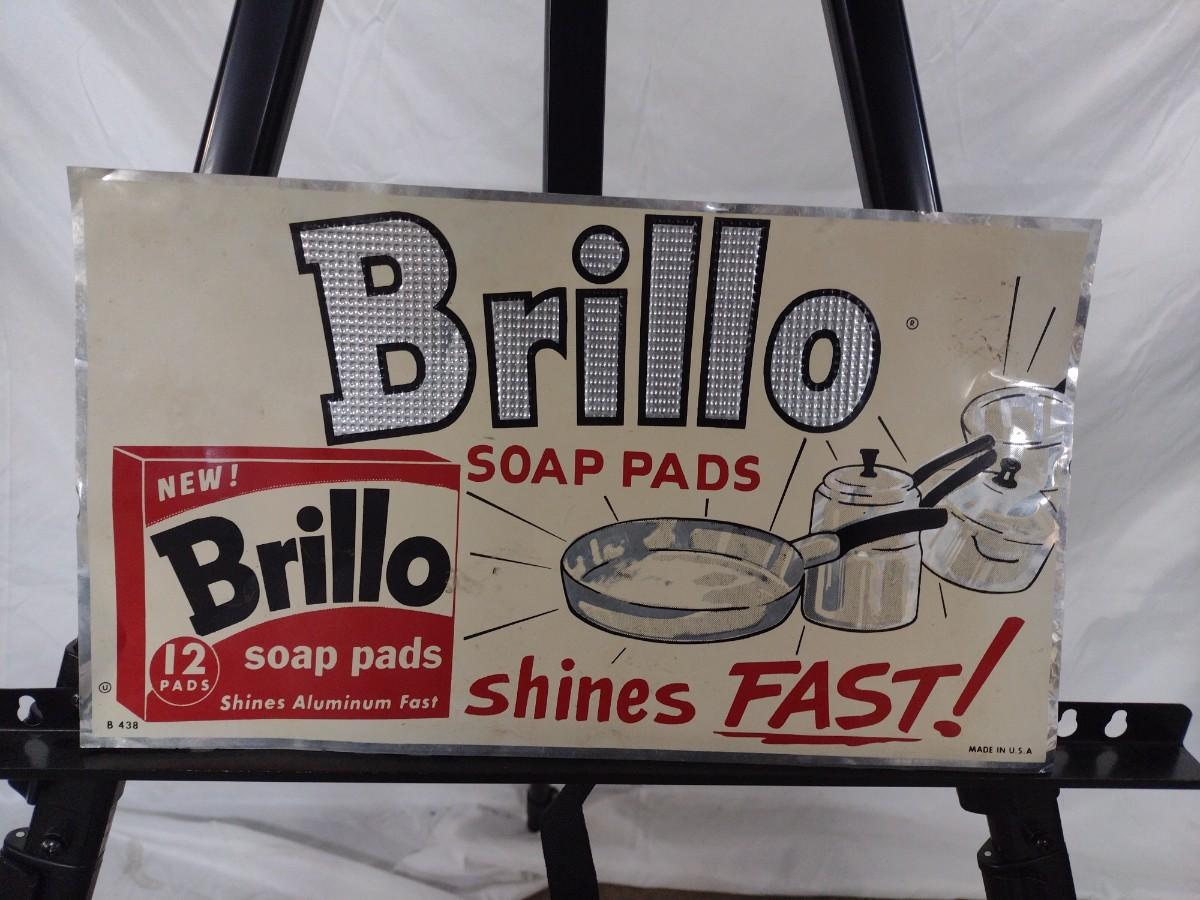 Brillo ®
SOAP PADS
NEW!
Brillo
soap pads
12
PADS
Shines Aluminum Fast
shines FAST!
U
B 438
MADE IN U.S.A